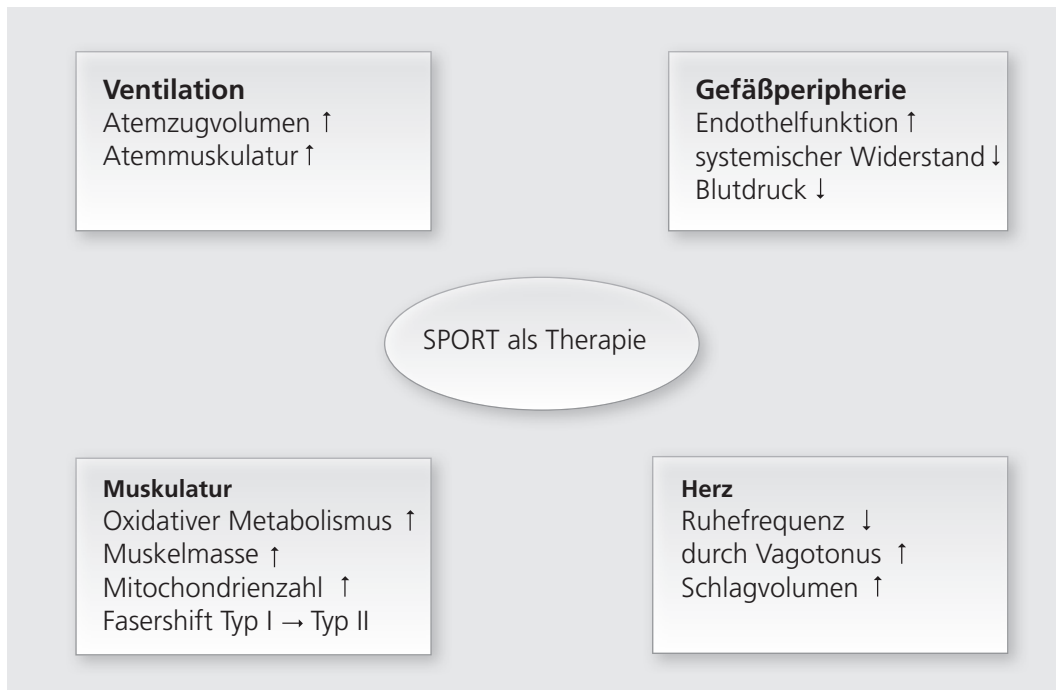 Ventilation
Atemzugvolumen ↑
Atemmuskulatur ↑
Gefäßperipherie
Endothelfunktion ↑
systemischer Widerstand ↓
Blutdruck ↓
SPORT als Therapie
Muskulatur
Oxidativer Metabolismus ↑
Muskelmasse ↑
Mitochondrienzahl ↑
Fasershift Typ I → Typ II
Herz
Ruhefrequenz ↓
durch Vagotonus ↑
Schlagvolumen ↑